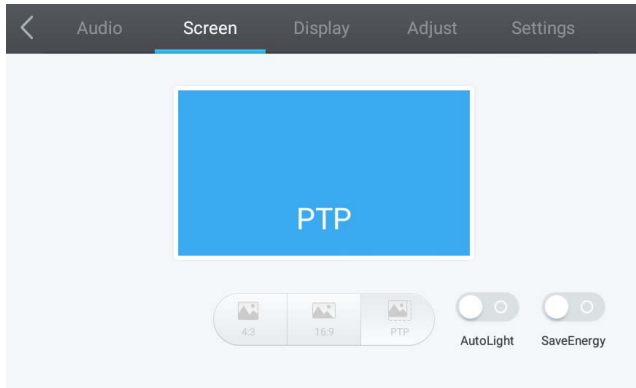 Audio Screen Display Adjust Settings
PTP
4:3 16:9 PTP
AutoLight SaveEnergy